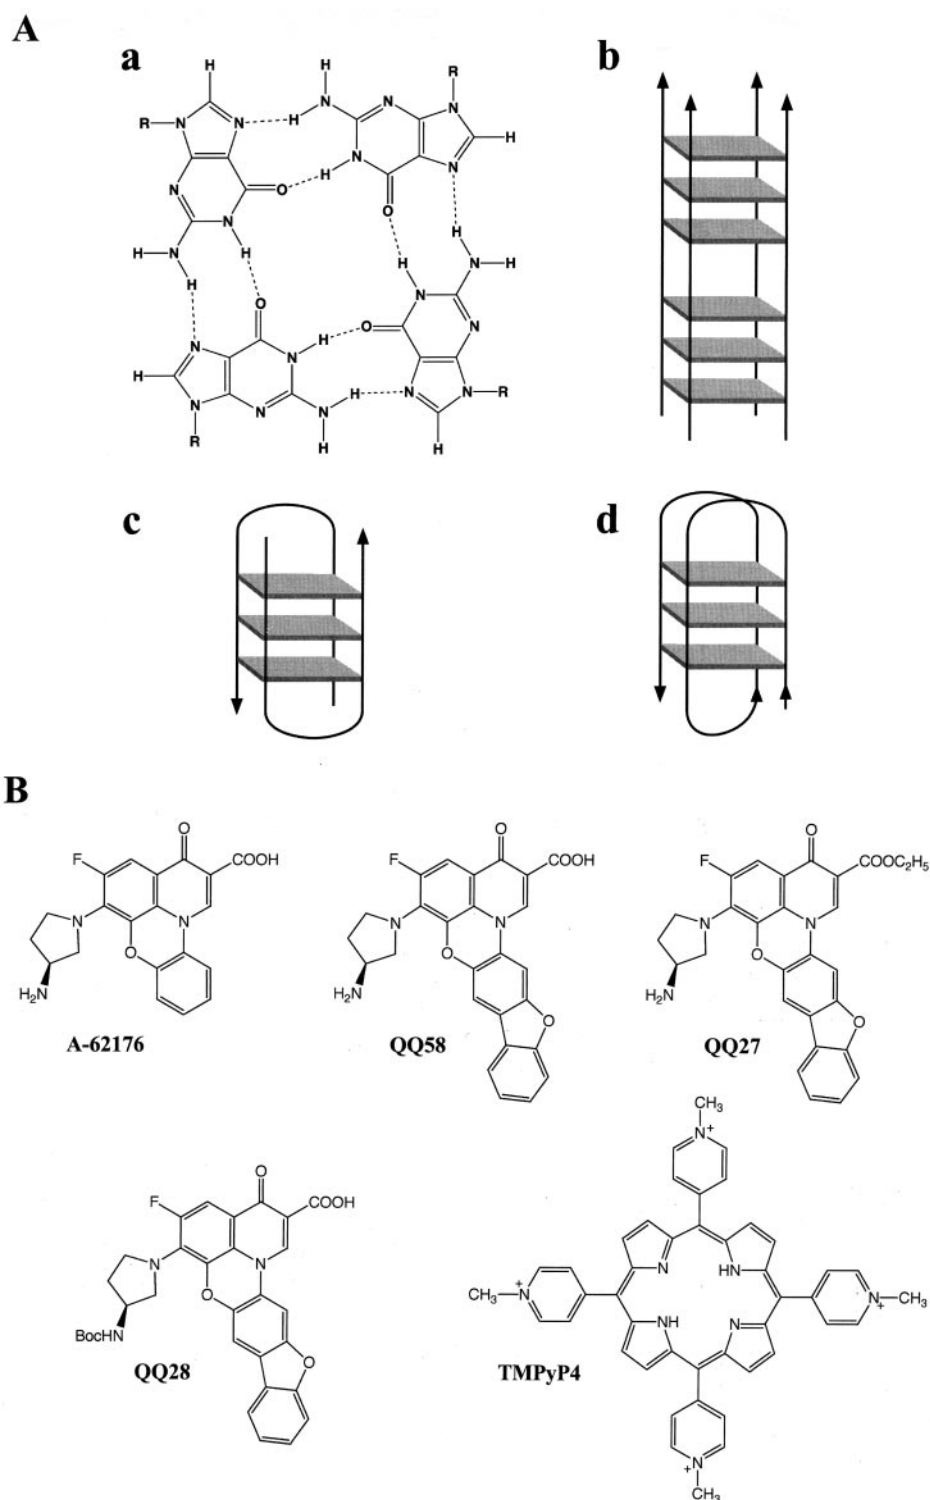 A
a b
H H R
N N N
R N N H H
N H N
O H
N O
N H
H N H H N H
H N
O
O N
H
N N
H
H N N R
N N N
R H H
c d
B
O
F COOH
N N
O
H₂N
A-62176
O
F COOH
N N
O
H₂N O
QQ58
O
F COOC₂H₅
N N
O
H₂N O
QQ27
O
F COOH
N N
O
BocHN O
QQ28
CH₃
N+
N HN
CH₃ N+ N+ CH₃
NH N
N+
CH₃
TMPyP4